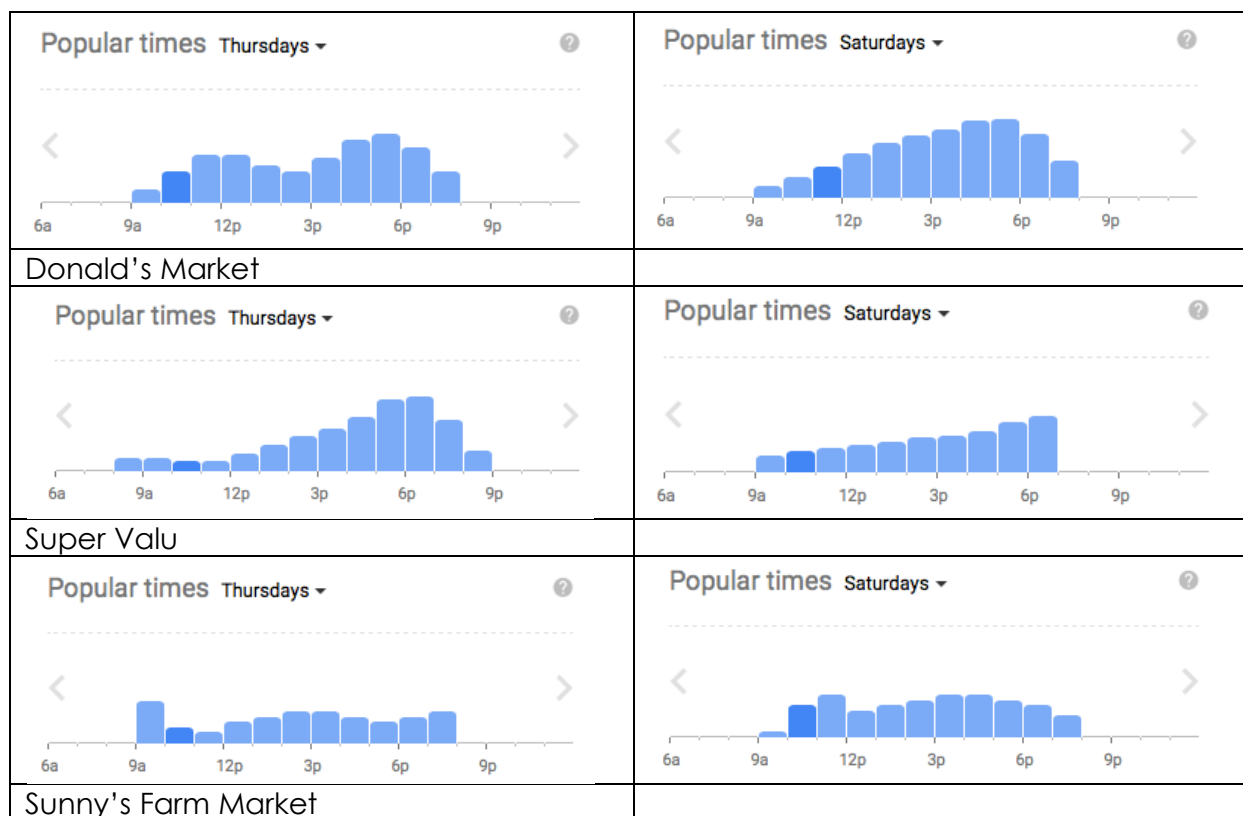 Popular times Thursdays
?
Popular times Saturdays
?
6a 9a 12p 3p 6p 9p
6a 9a 12p 3p 6p 9p
Donald’s Market
Popular times Thursdays
?
Popular times Saturdays
?
6a 9a 12p 3p 6p 9p
6a 9a 12p 3p 6p 9p
Super Valu
Popular times Thursdays
?
Popular times Saturdays
?
6a 9a 12p 3p 6p 9p
6a 9a 12p 3p 6p 9p
Sunny’s Farm Market